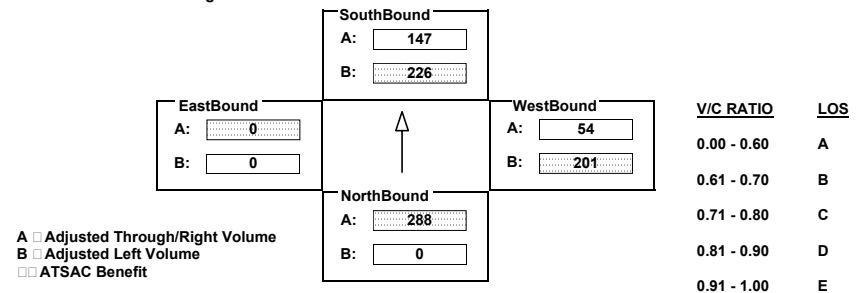 SouthBound
A: 147
B: 226
EastBound
A: 0
B: 0
WestBound
A: 54
B: 201
NorthBound
A: 288
B: 0
A □ Adjusted Through/Right Volume
B □ Adjusted Left Volume
□□ ATSAC Benefit
V/C RATIO LOS
0.00 - 0.60 A
0.61 - 0.70 B
0.71 - 0.80 C
0.81 - 0.90 D
0.91 - 1.00 E